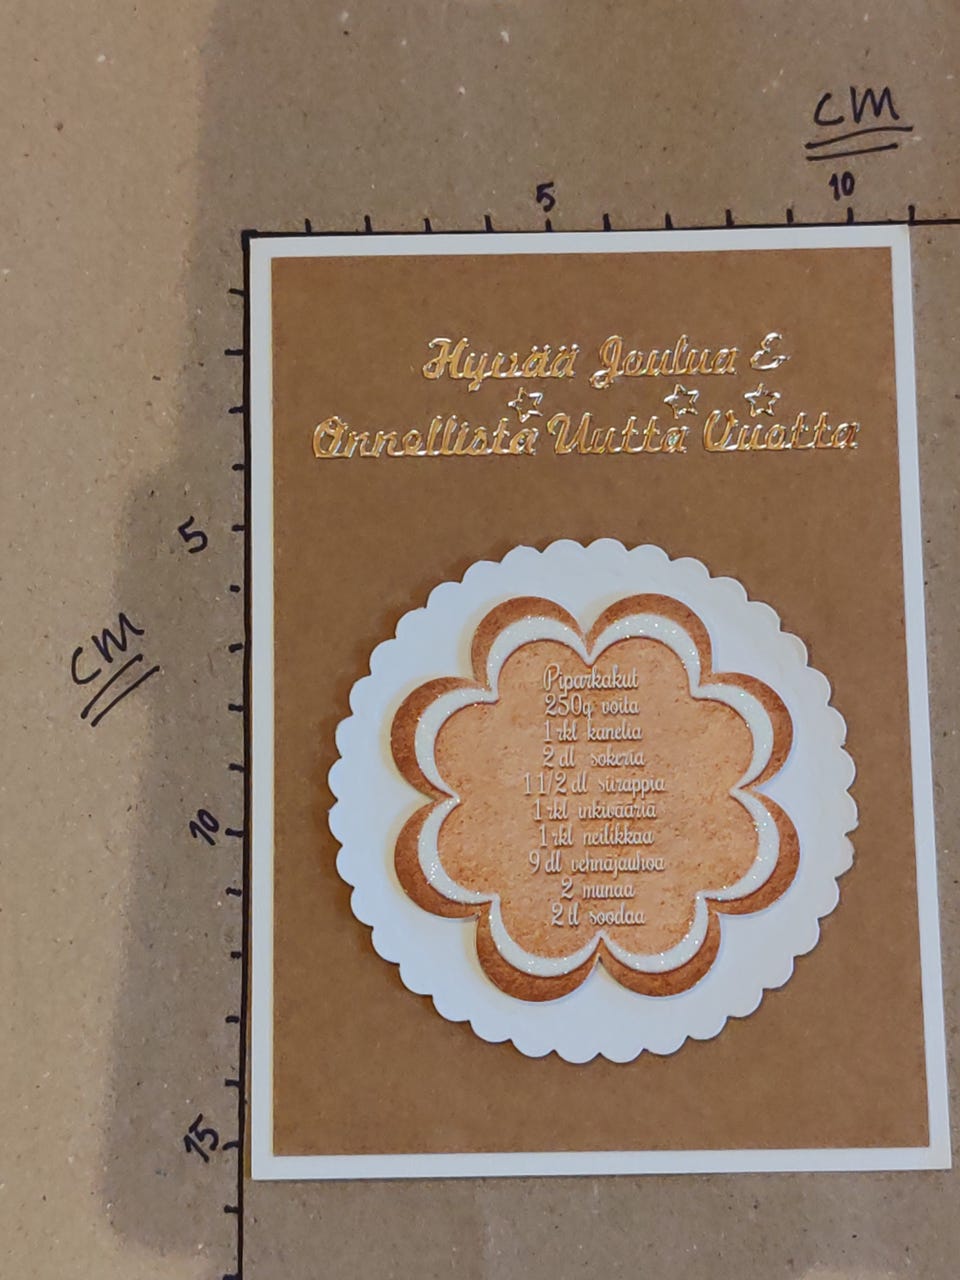 cm
5
10
Hyvää Joulua &
Onnellista Uutta Vuotta
5
cm
10
15
Piparkakut
250g voita
1 rkl kanelia
2 dl sokeria
1 1/2 dl siirappia
1 rkl inkivääriä
1 rkl neilikkaa
9 dl vehnäjauhoa
2 munaa
2 tl soodaa